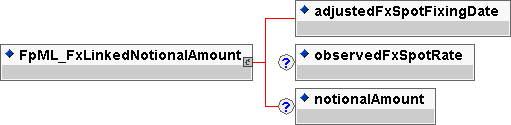 adjustedFxSpotFixingDate
FpML_FxLinkedNotionalAmount
e
? observedFxSpotRate
? notionalAmount